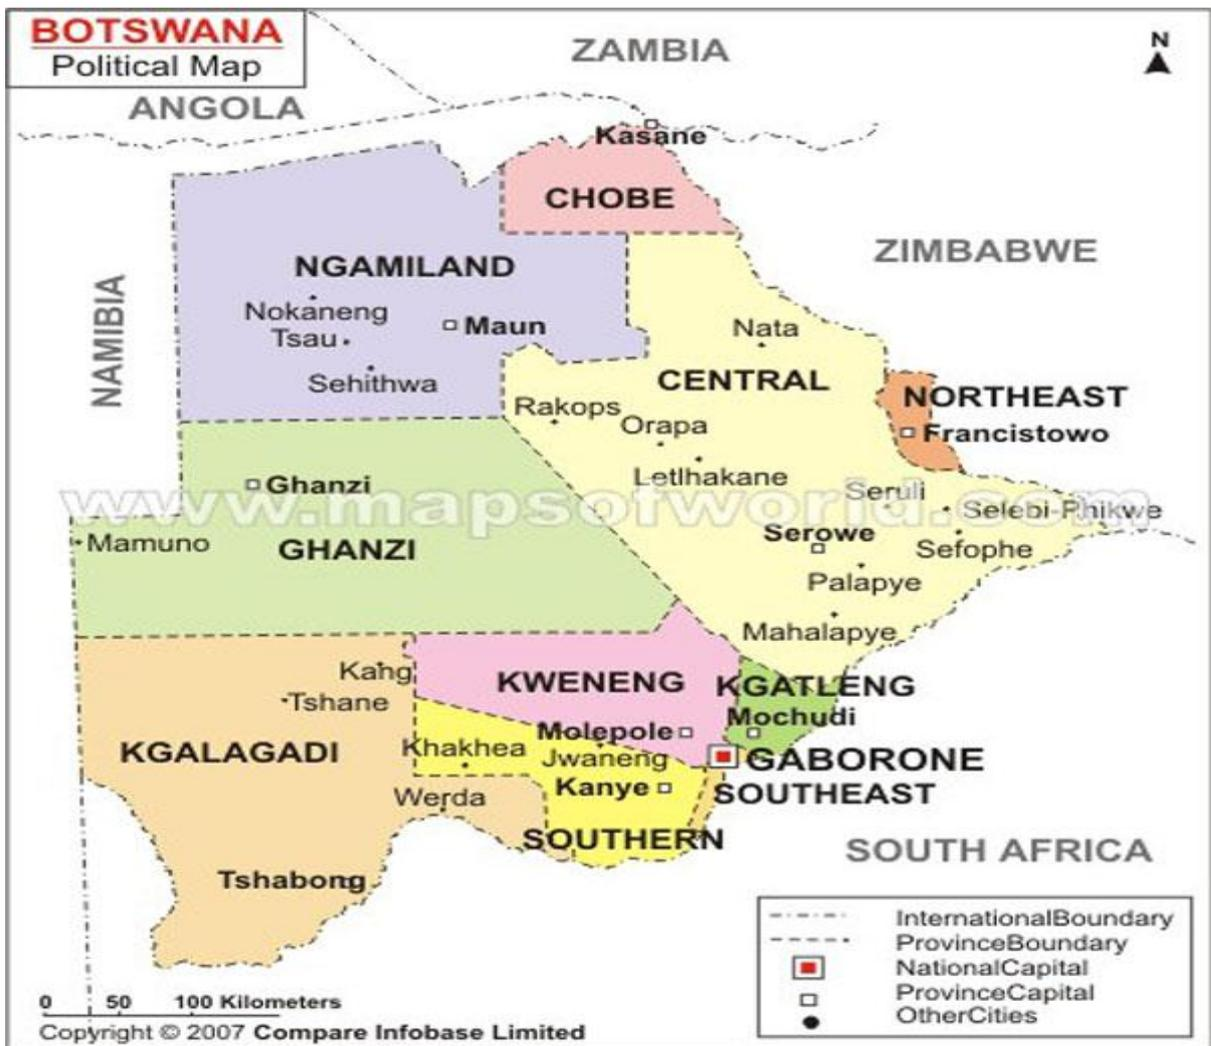 BOTSWANA
Political Map
ZAMBIA
N
ANGOLA
Kasane
CHOBE
ZIMBABWE
NGAMILAND
NAMIBIA
Nokaneng
Tsau
Maun
Nata
Sehithwa
CENTRAL
NORTHEAST
Rakops
Orapa
Francistowo
Letlhakane
Ghanzi
Seruli
www.mapsofworld.com
Selebi-Phikwe
Mamuno
Serowe
GHANZI
Sefophe
Palapye
Mahalapye
Kang
KWENENG
KGATLENG
Tshane
Mochudi
Molepole
KGALAGADI
Khakhea
Jwaneng
GABORONE
Kanye
SOUTHEAST
Werda
SOUTHERN
SOUTH AFRICA
Tshabong
InternationalBoundary
ProvinceBoundary
NationalCapital
ProvinceCapital
OtherCities
0 50 100 Kilometers
Copyright © 2007 Compare Infobase Limited